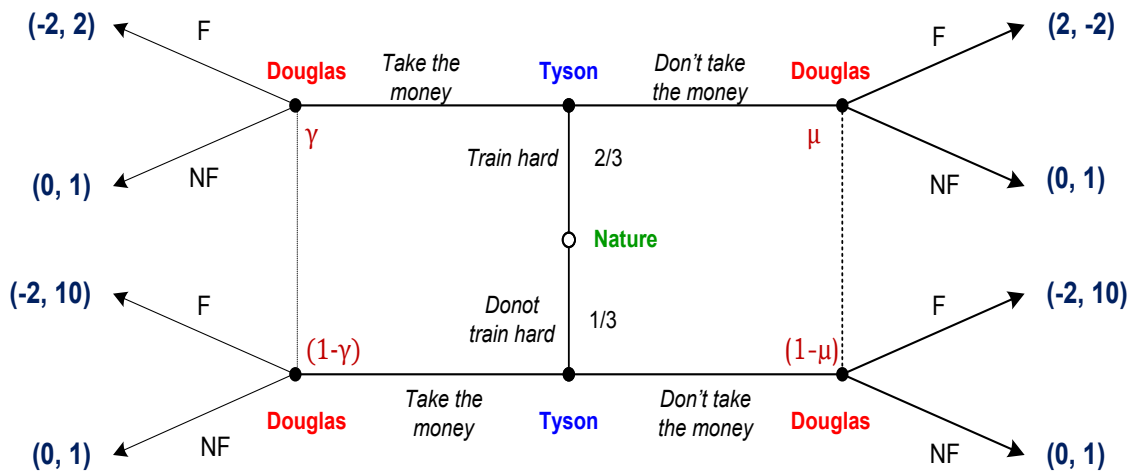 (-2, 2)
F
Douglas
Take the
money
Tyson
Don't take
the money
Douglas
F
(2, -2)
γ
μ
Train hard
2/3
(0, 1)
NF
NF
(0, 1)
Nature
(-2, 10)
F
Donot
train hard
1/3
F
(-2, 10)
(1-γ)
(1-μ)
Douglas
Take the
money
Tyson
Don't take
the money
Douglas
(0, 1)
NF
NF
(0, 1)